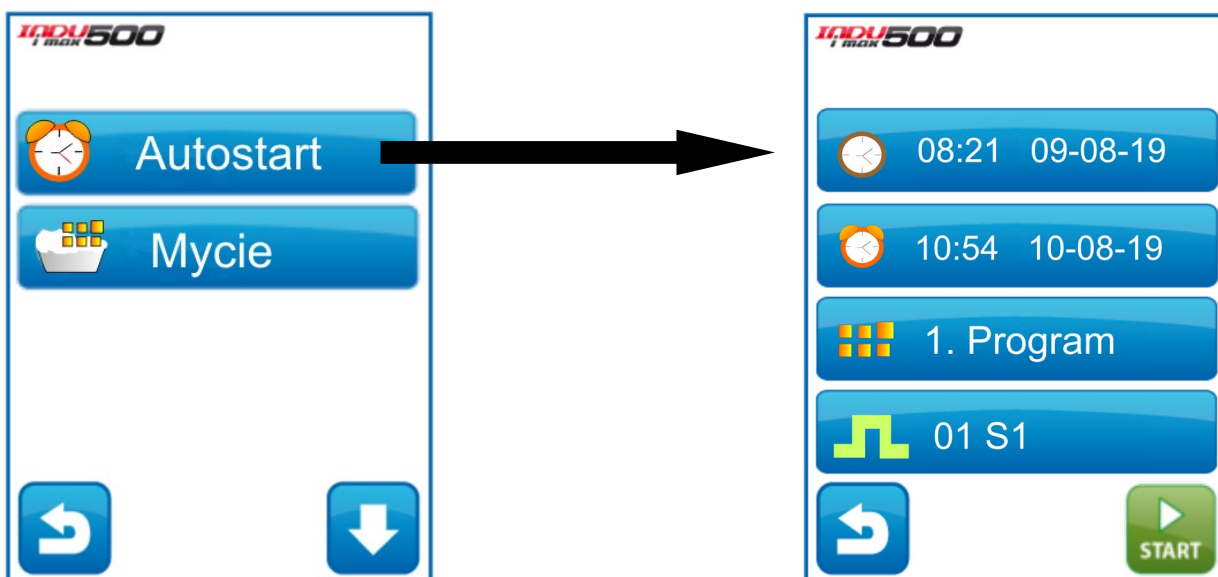 INDU 500
i max
Autostart
Mycie
INDU 500
i max
08:21 09-08-19
10:54 10-08-19
1. Program
01 S1
START